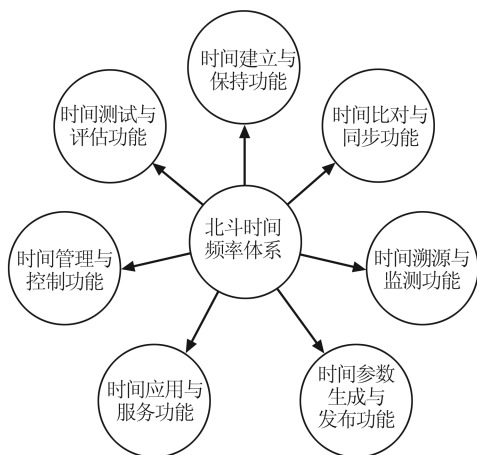 时间建立与
保持功能
时间比对与
同步功能
时间溯源与
监测功能
时间参数
生成与
发布功能
时间应用与
服务功能
时间管理与
控制功能
时间测试与
评估功能
北斗时间
频率体系